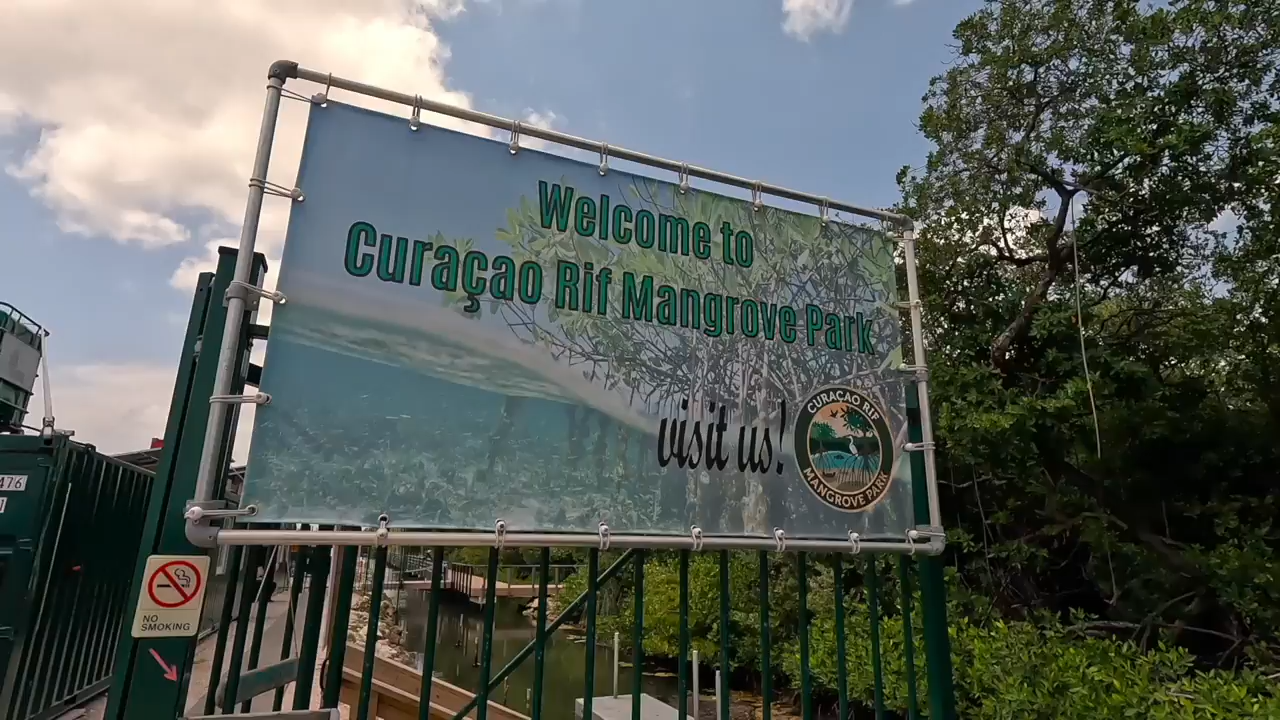 Welcome to
Curaçao Rif Mangrove Park
visit us!
CURAÇAO RIF
MANGROVE PARK
476
NO
SMOKING